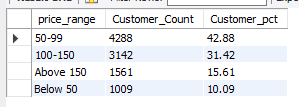 price_range Customer_Count Customer_pct
50-99 4288 42.88
100-150 3142 31.42
Above 150 1561 15.61
Below 50 1009 10.09